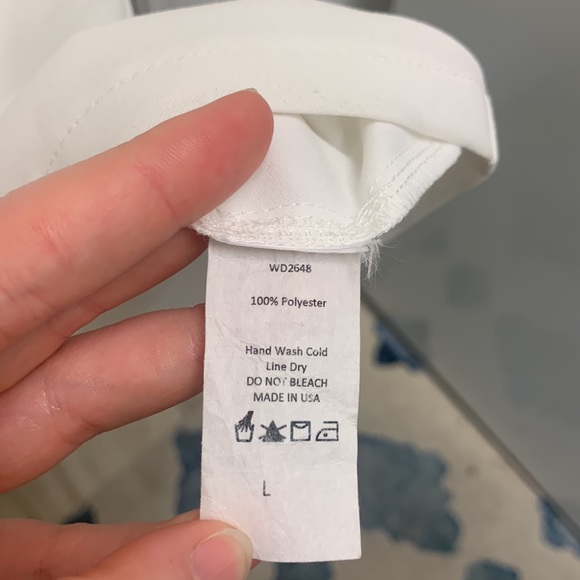 WD2648
100% Polyester
Hand Wash Cold
Line Dry
DO NOT BLEACH
MADE IN USA
L